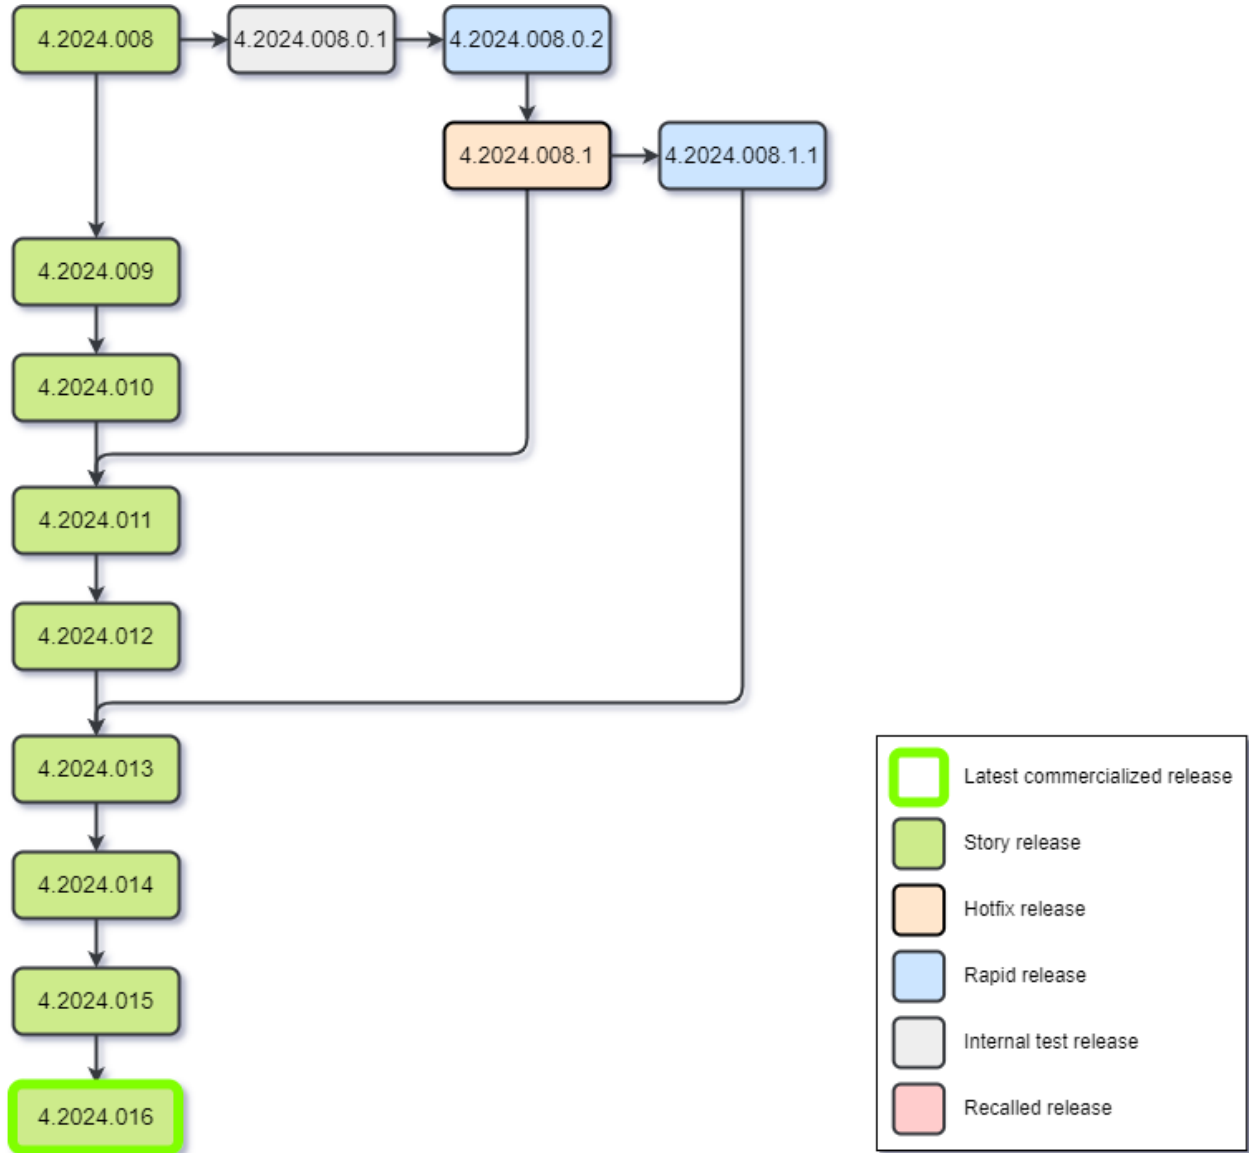 4.2024.008
4.2024.008.0.1
4.2024.008.0.2
4.2024.008.1
4.2024.008.1.1
4.2024.009
4.2024.010
4.2024.011
4.2024.012
4.2024.013
4.2024.014
4.2024.015
4.2024.016
Latest commercialized release
Story release
Hotfix release
Rapid release
Internal test release
Recalled release